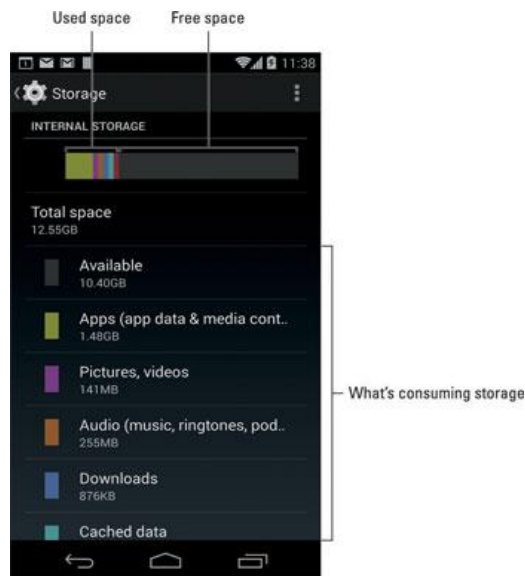 Used space Free space
11:38
Storage
INTERNAL STORAGE
Total space
12.55GB
Available
10.40GB
Apps (app data & media cont..
1.48GB
Pictures, videos
141MB
Audio (music, ringtones, pod..
255MB
What's consuming storage
Downloads
876KB
Cached data